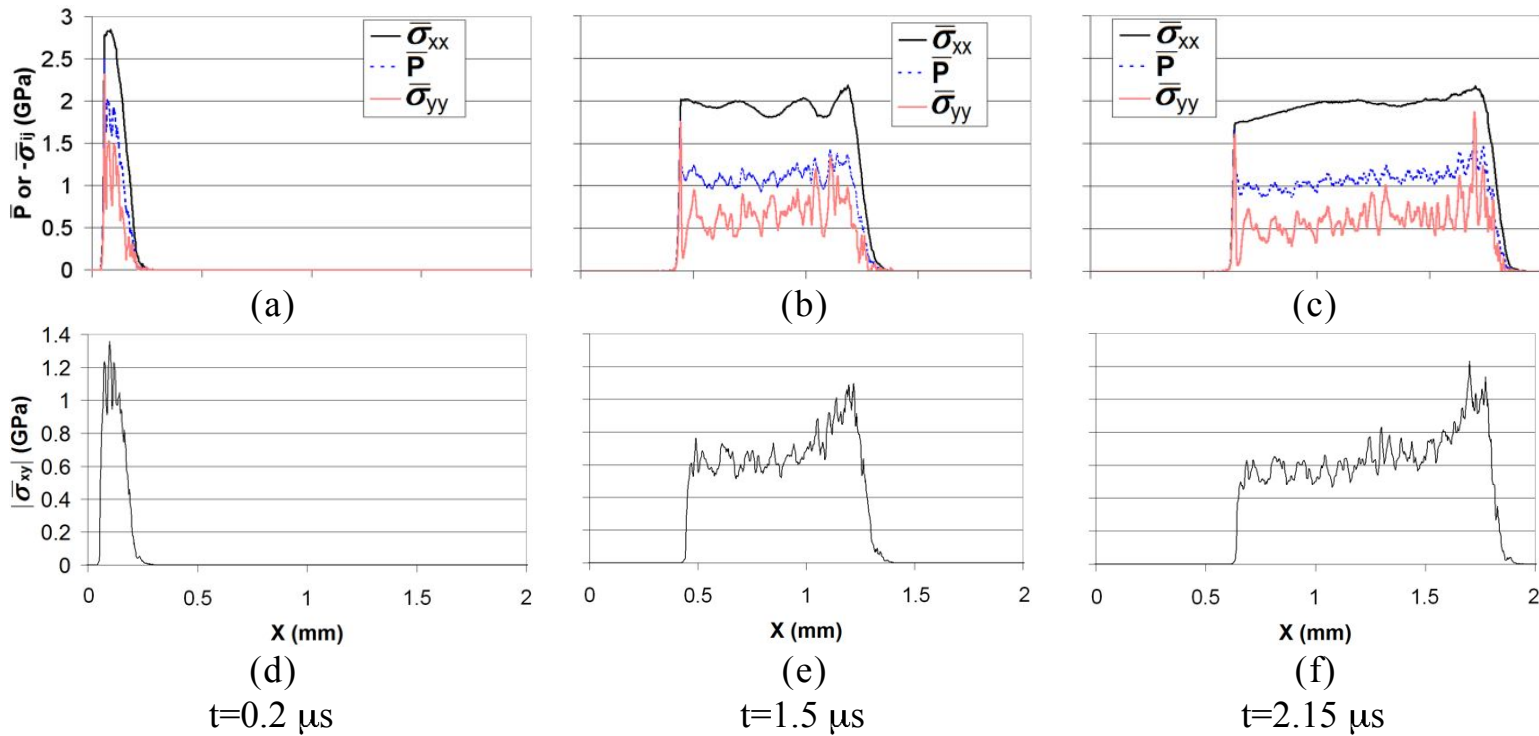 3
2.5
2
1.5
1
0.5
0
P̅ or -σ̅ij (GPa)
σ̅xx
P̅
σ̅yy
σ̅xx
P̅
σ̅yy
σ̅xx
P̅
σ̅yy
(a) (b) (c)
1.4
1.2
1
0.8
0.6
0.4
0.2
0
|σ̅xy| (GPa)
0 0.5 1 1.5 2
0 0.5 1 1.5 2
0 0.5 1 1.5 2
X (mm) X (mm) X (mm)
(d) (e) (f)
t=0.2 μs t=1.5 μs t=2.15 μs